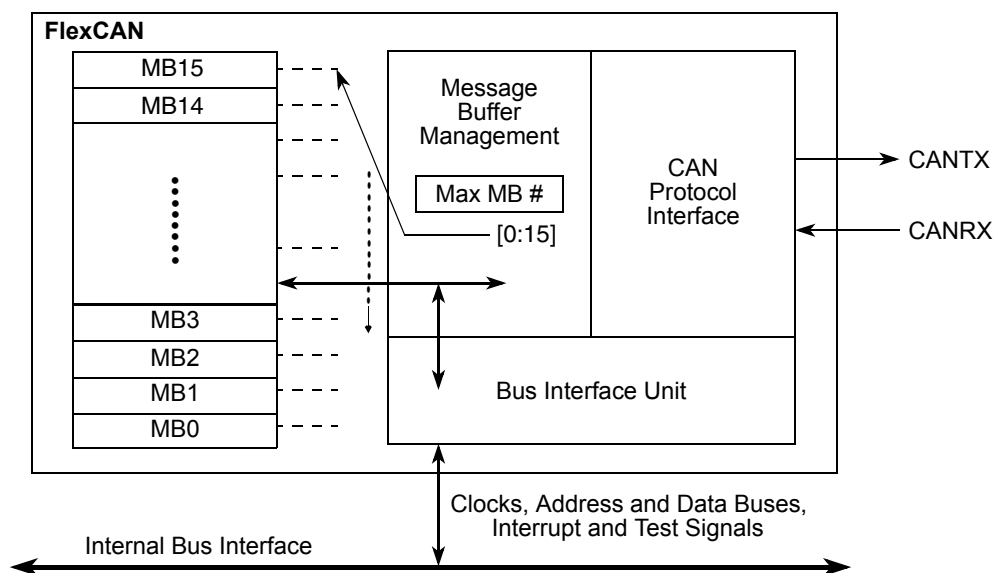 FlexCAN
MB15
MB14
MB3
MB2
MB1
MB0
Message
Buffer
Management
Max MB #
[0:15]
CAN
Protocol
Interface
CANTX
CANRX
Bus Interface Unit
Clocks, Address and Data Buses,
Interrupt and Test Signals
Internal Bus Interface